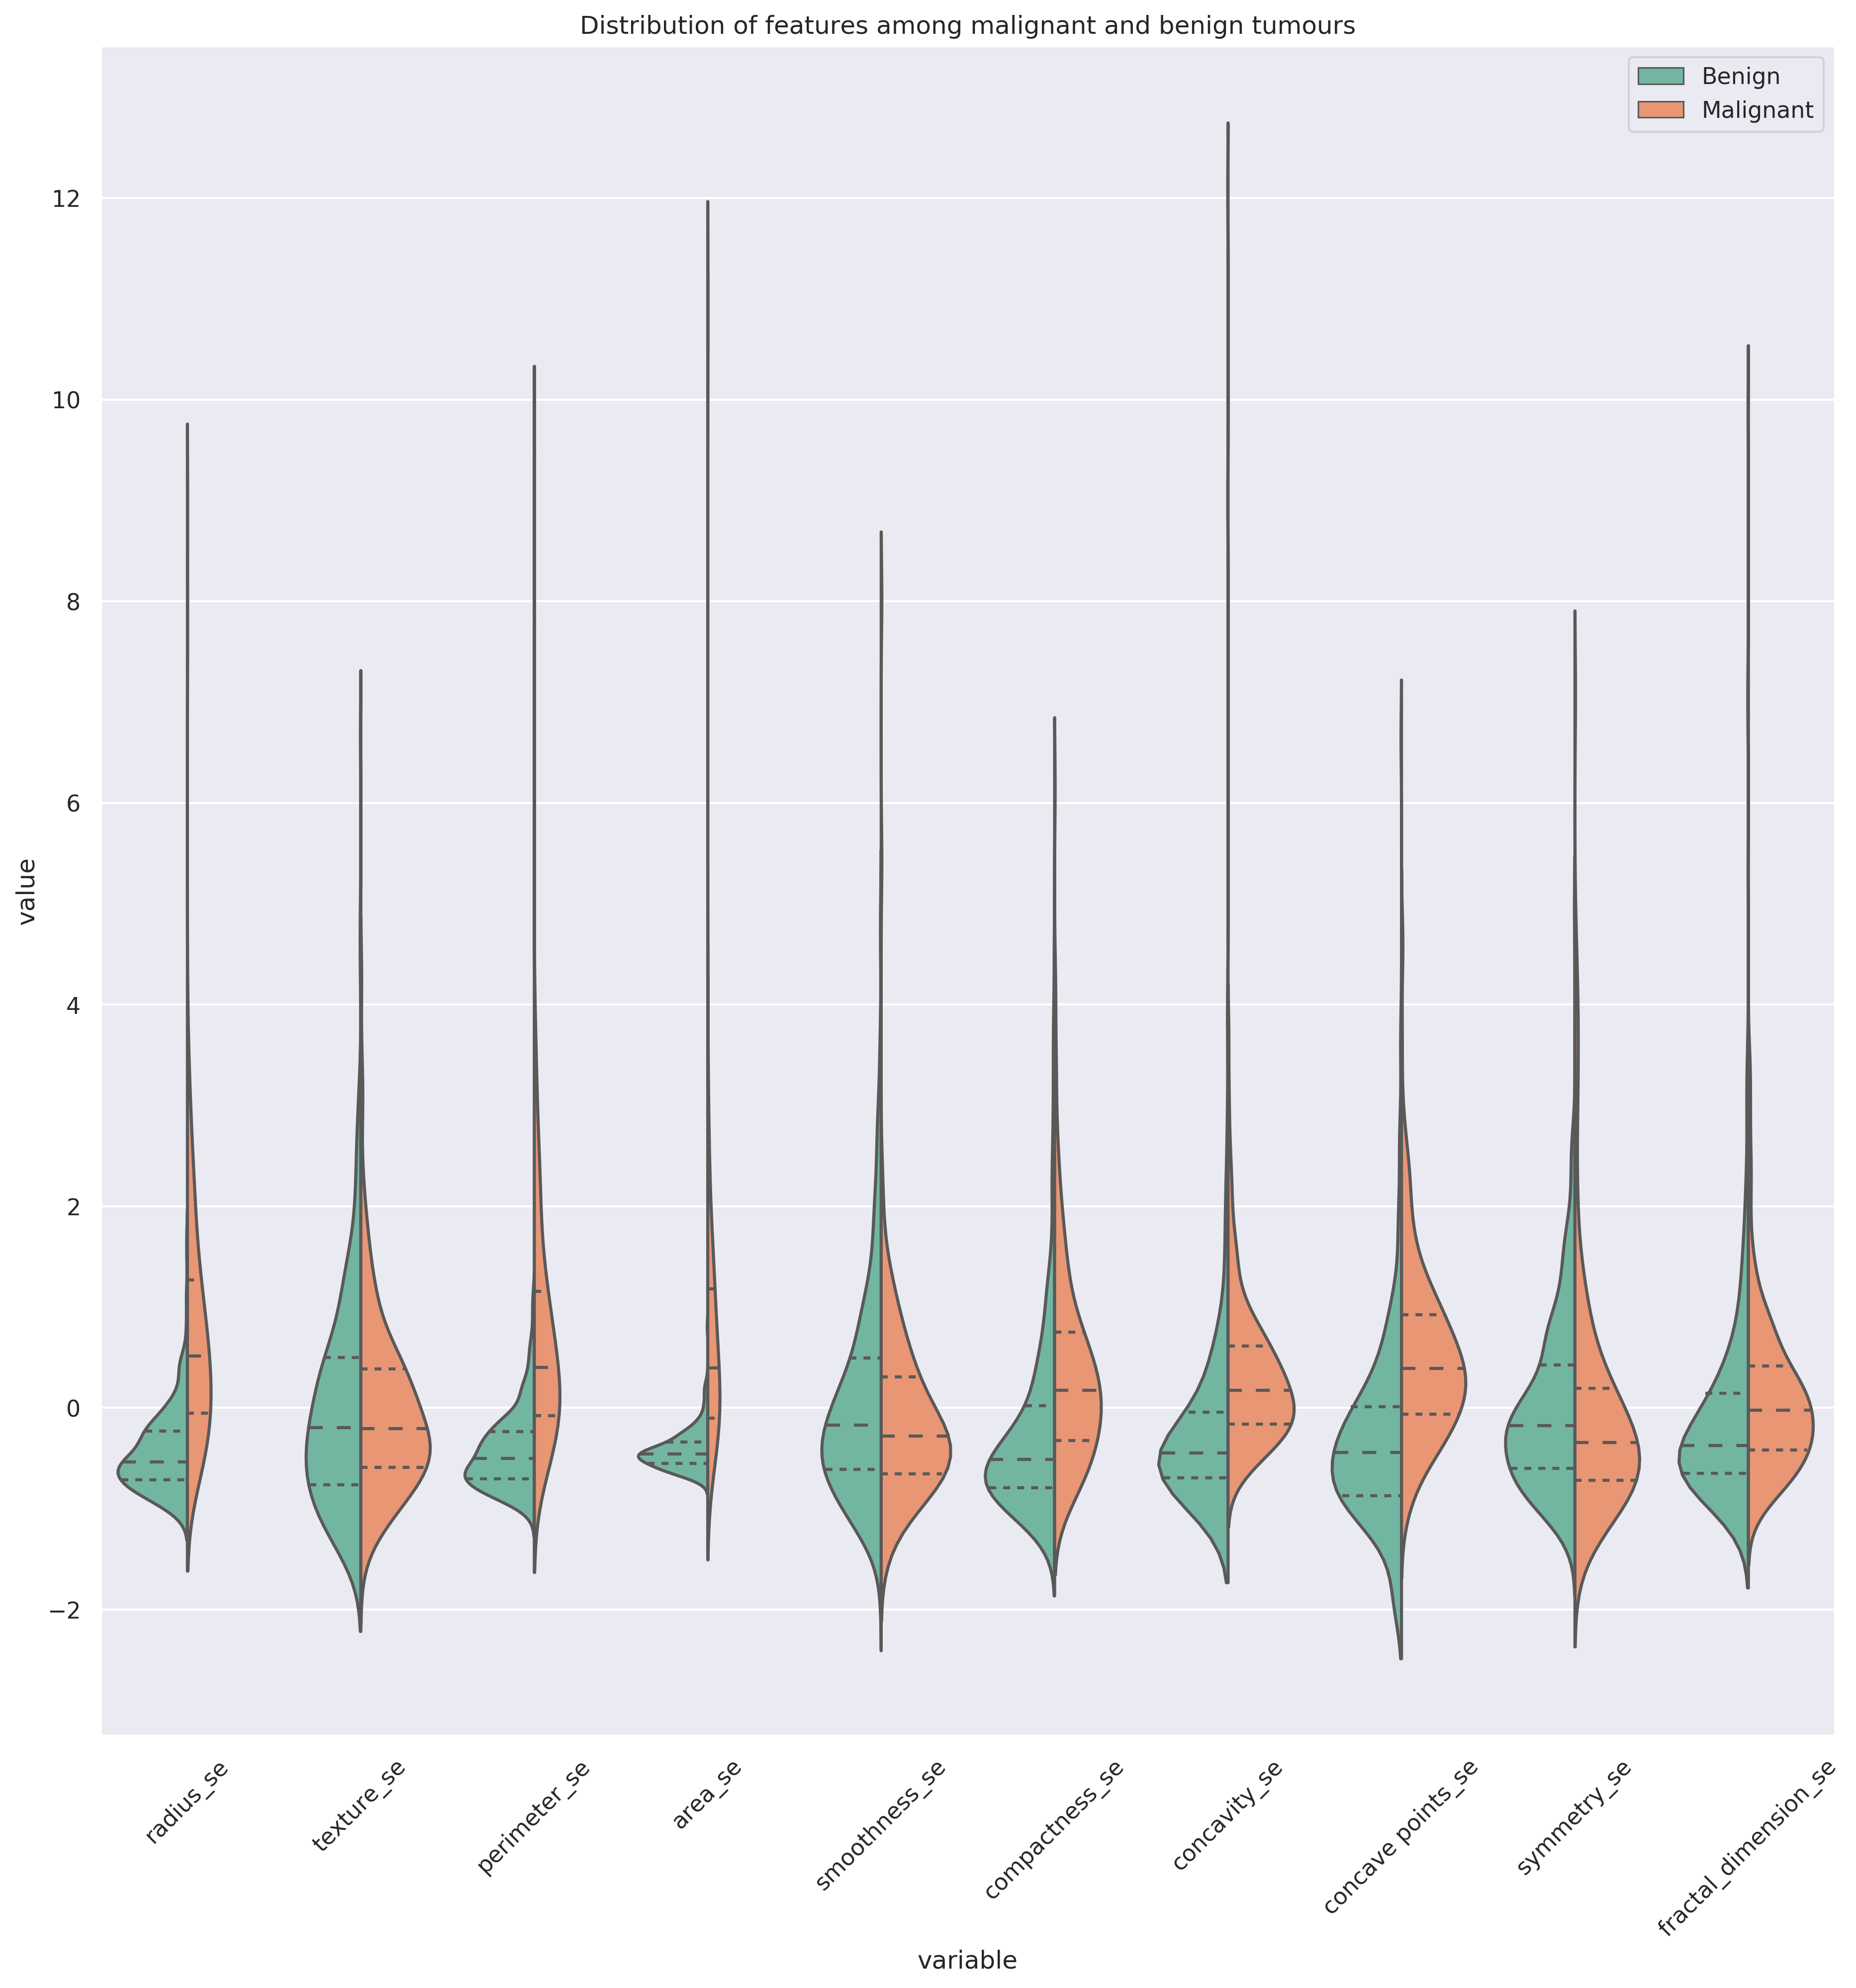 Distribution of features among malignant and benign tumours
Benign
Malignant
12
10
8
6
4
2
0
−2
value
radius_se
texture_se
perimeter_se
area_se
smoothness_se
compactness_se
concavity_se
concave points_se
symmetry_se
fractal_dimension_se
variable